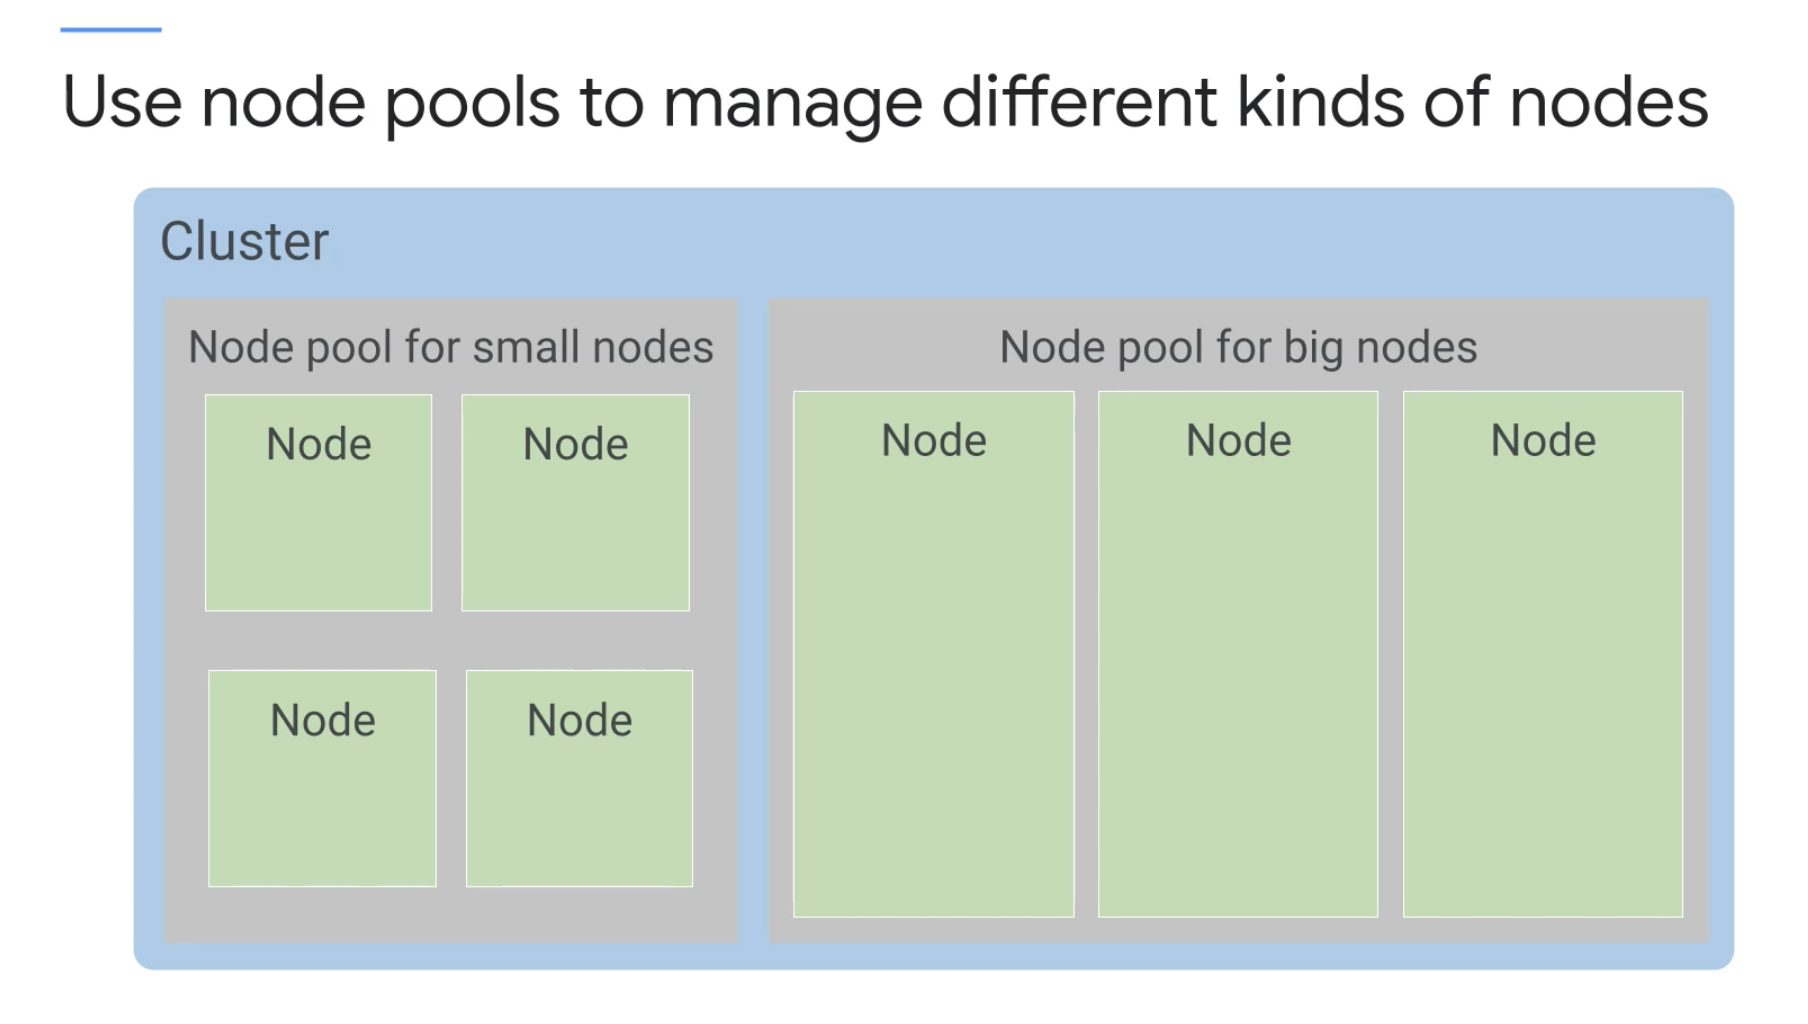 Use node pools to manage different kinds of nodes
Cluster
Node pool for small nodes
Node
Node
Node
Node
Node pool for big nodes
Node
Node
Node